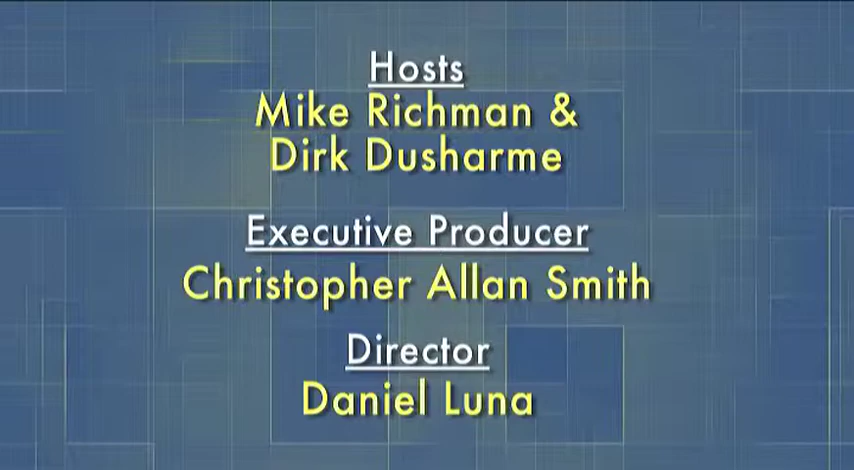 Hosts
Mike Richman &
Dirk Dusharme
Executive Producer
Christopher Allan Smith
Director
Daniel Luna